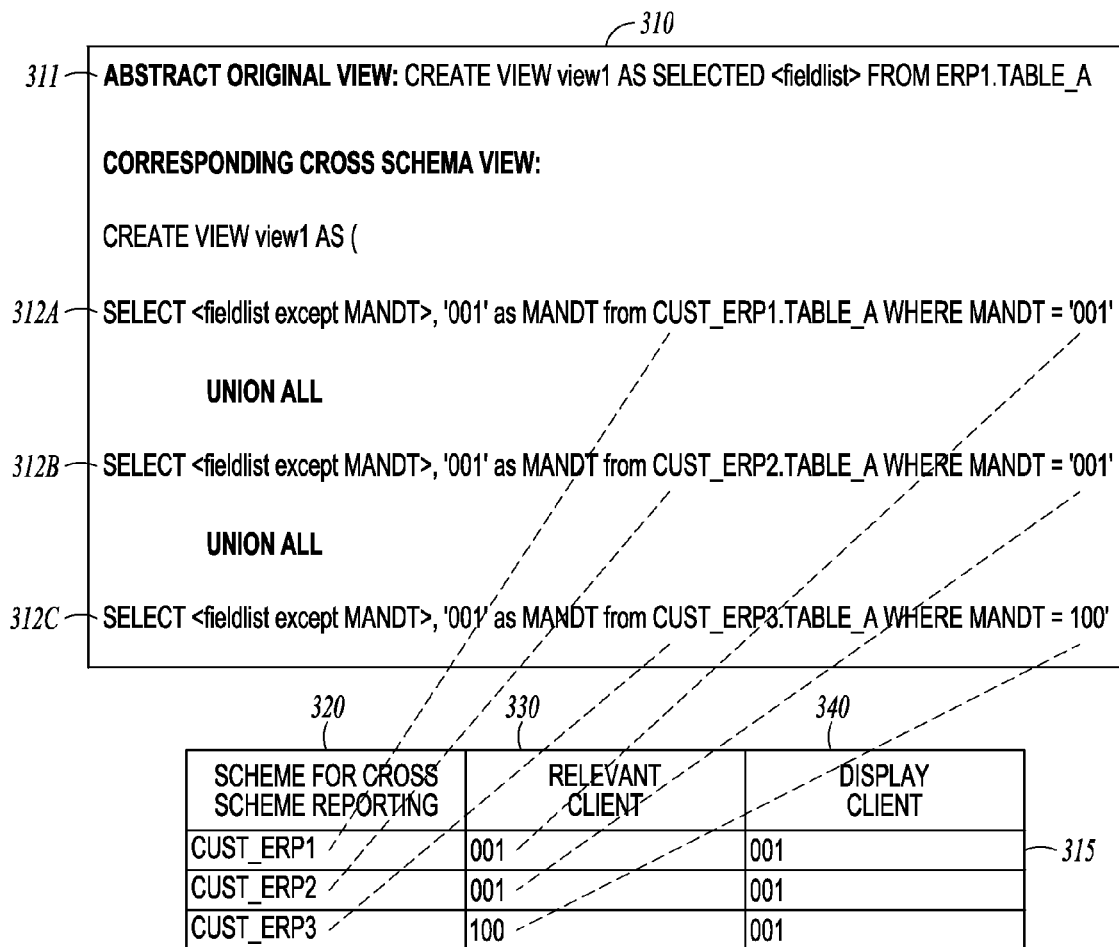 310
311 ABSTRACT ORIGINAL VIEW: CREATE VIEW view1 AS SELECTED <fieldlist> FROM ERP1.TABLE_A
CORRESPONDING CROSS SCHEMA VIEW:
CREATE VIEW view1 AS (
312A SELECT <fieldlist except MANDT>, '001' as MANDT from CUST_ERP1.TABLE_A WHERE MANDT = '001'
UNION ALL
312B SELECT <fieldlist except MANDT>, '001' as MANDT from CUST_ERP2.TABLE_A WHERE MANDT = '001'
UNION ALL
312C SELECT <fieldlist except MANDT>, '001' as MANDT from CUST_ERP3.TABLE_A WHERE MANDT = 100'
320 330 340
SCHEME FOR CROSS RELEVANT DISPLAY
SCHEME REPORTING CLIENT CLIENT
CUST_ERP1 001 001 315
CUST_ERP2 001 001
CUST_ERP3 100 001